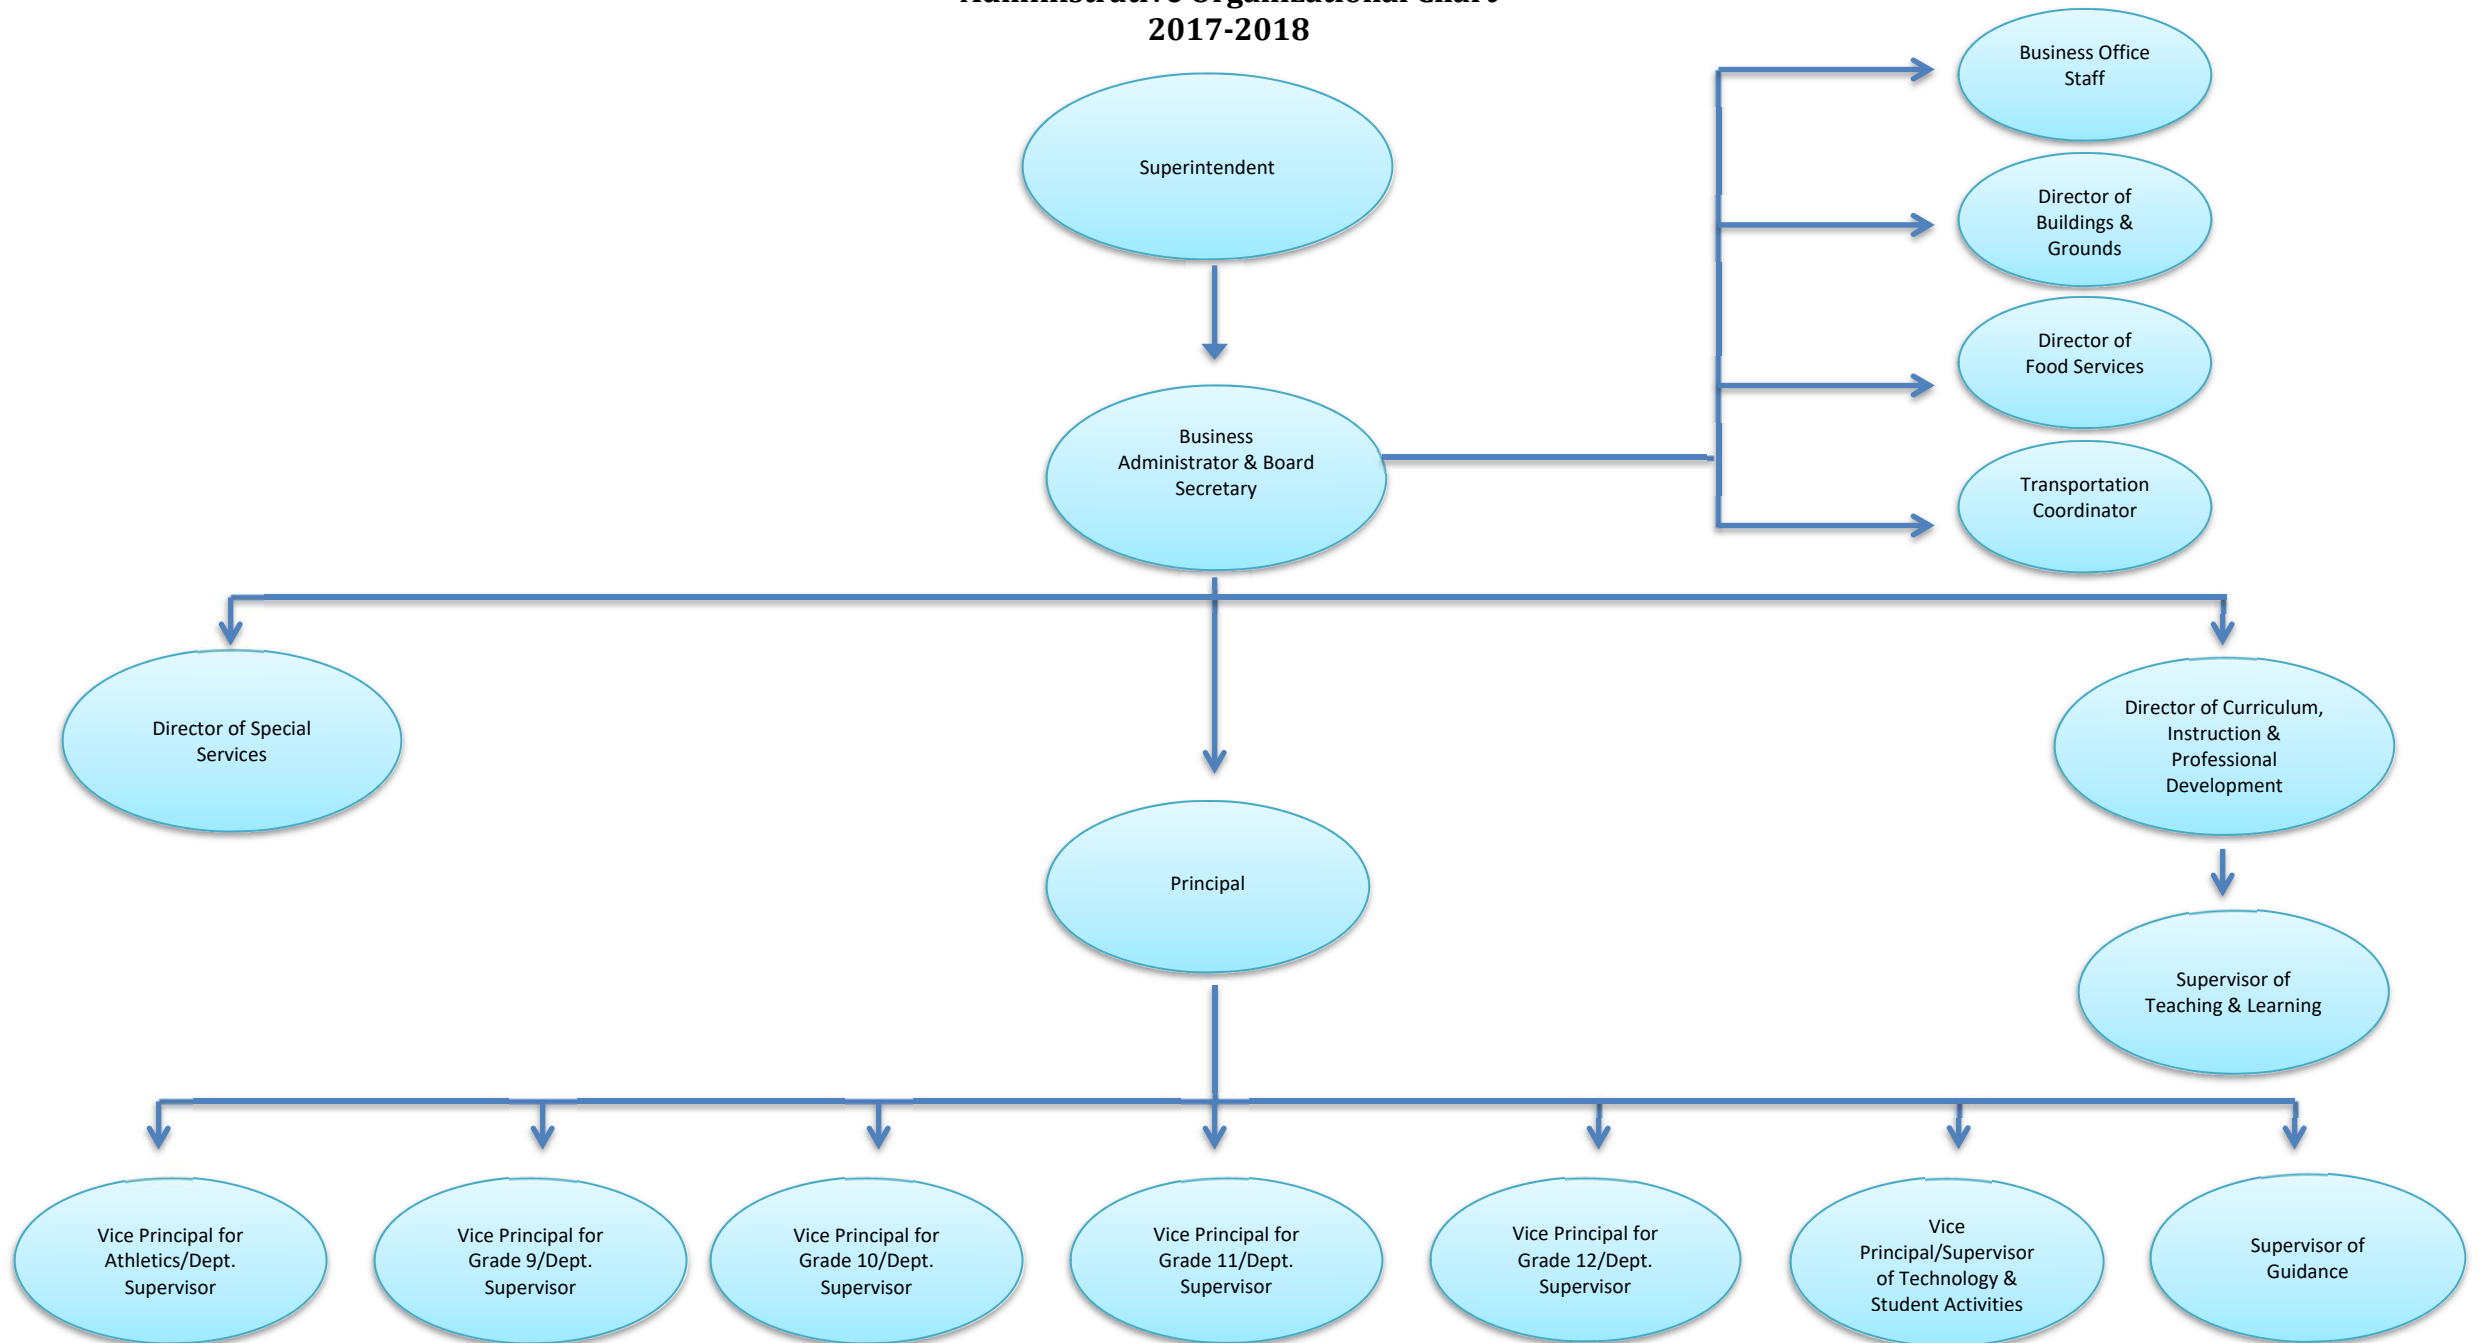 Administrative Organizational Chart
2017-2018
Business Office
Staff
Superintendent
Director of
Buildings &
Grounds
Director of
Food Services
Business
Administrator & Board
Secretary
Transportation
Coordinator
Director of Special
Services
Director of Curriculum,
Instruction &
Professional
Development
Principal
Supervisor of
Teaching & Learning
Vice Principal for
Athletics/Dept.
Supervisor
Vice Principal for
Grade 9/Dept.
Supervisor
Vice Principal for
Grade 10/Dept.
Supervisor
Vice Principal for
Grade 11/Dept.
Supervisor
Vice Principal for
Grade 12/Dept.
Supervisor
Vice
Principal/Supervisor
of Technology &
Student Activities
Supervisor of
Guidance